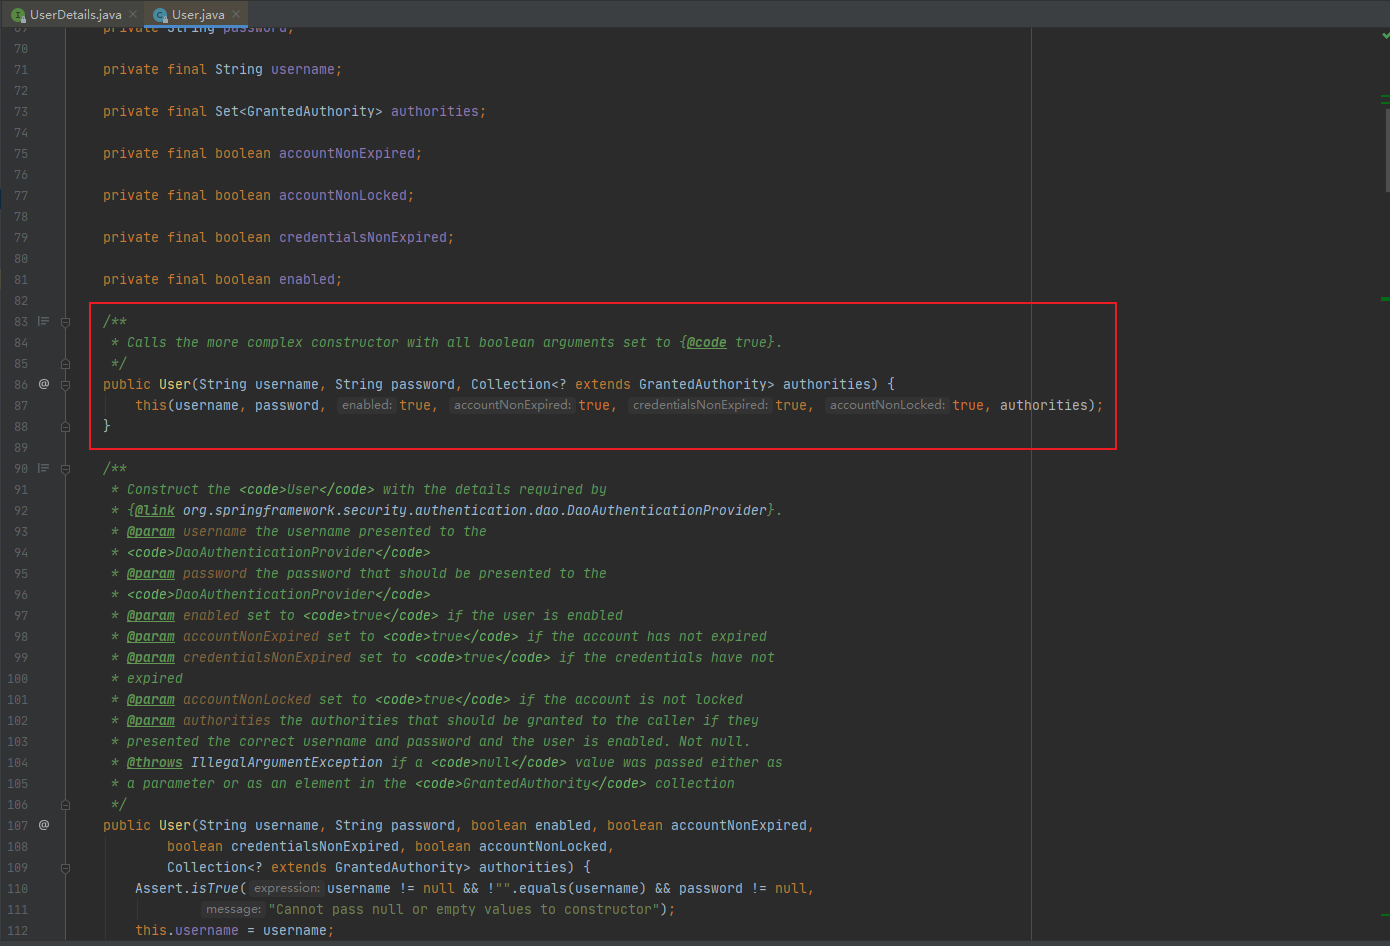 UserDetails.java
User.java
69 private String password;
70
71 private final String username;
72
73 private final Set<GrantedAuthority> authorities;
74
75 private final boolean accountNonExpired;
76
77 private final boolean accountNonLocked;
78
79 private final boolean credentialsNonExpired;
80
81 private final boolean enabled;
82
83 /**
84 * Calls the more complex constructor with all boolean arguments set to {@code true}.
85 */
86 @ public User(String username, String password, Collection<? extends GrantedAuthority> authorities) {
87 this(username, password, enabled: true, accountNonExpired: true, credentialsNonExpired: true, accountNonLocked: true, authorities);
88 }
89
90 /**
91 * Construct the <code>User</code> with the details required by
92 * {@link org.springframework.security.authentication.dao.DaoAuthenticationProvider}.
93 * @param username the username presented to the
94 * <code>DaoAuthenticationProvider</code>
95 * @param password the password that should be presented to the
96 * <code>DaoAuthenticationProvider</code>
97 * @param enabled set to <code>true</code> if the user is enabled
98 * @param accountNonExpired set to <code>true</code> if the account has not expired
99 * @param credentialsNonExpired set to <code>true</code> if the credentials have not
100 * expired
101 * @param accountNonLocked set to <code>true</code> if the account is not locked
102 * @param authorities the authorities that should be granted to the caller if they
103 * presented the correct username and password and the user is enabled. Not null.
104 * @throws IllegalArgumentException if a <code>null</code> value was passed either as
105 * a parameter or as an element in the <code>GrantedAuthority</code> collection
106 */
107 @ public User(String username, String password, boolean enabled, boolean accountNonExpired,
108 boolean credentialsNonExpired, boolean accountNonLocked,
109 Collection<? extends GrantedAuthority> authorities) {
110 Assert.isTrue( expression: username != null && !"".equals(username) && password != null,
111 message: "Cannot pass null or empty values to constructor");
112 this.username = username;